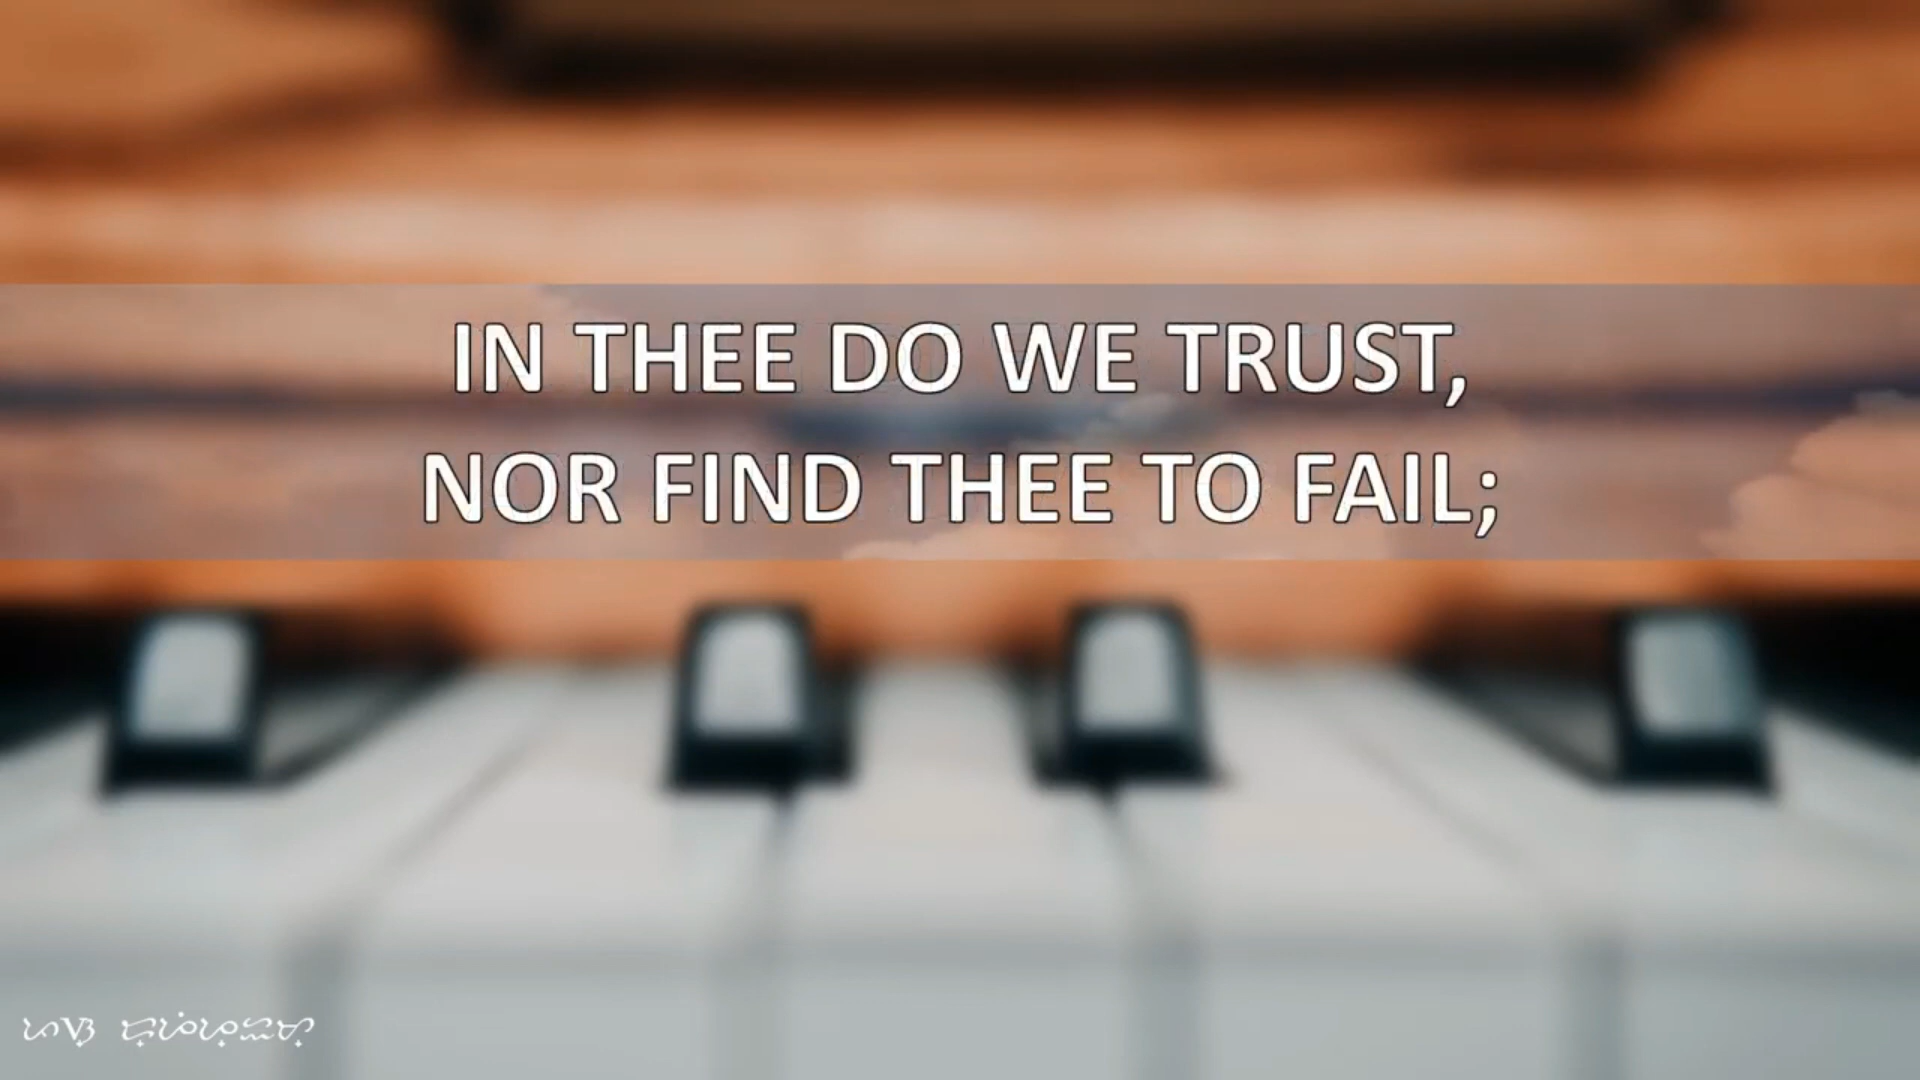 IN THEE DO WE TRUST,
NOR FIND THEE TO FAIL;